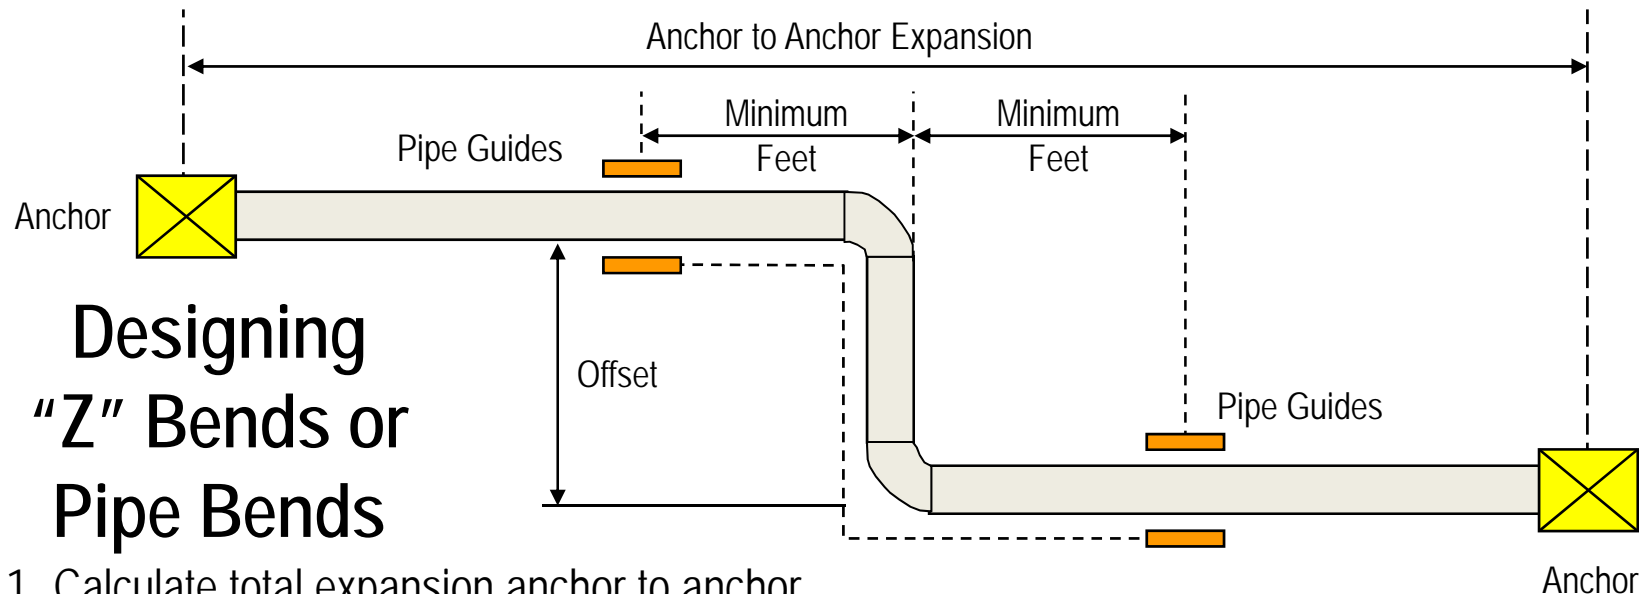 Anchor to Anchor Expansion
Minimum
Feet
Minimum
Feet
Pipe Guides
Anchor
Designing
“Z” Bends or
Pipe Bends
Offset
Pipe Guides
Anchor
1. Calculate total expansion anchor to anchor